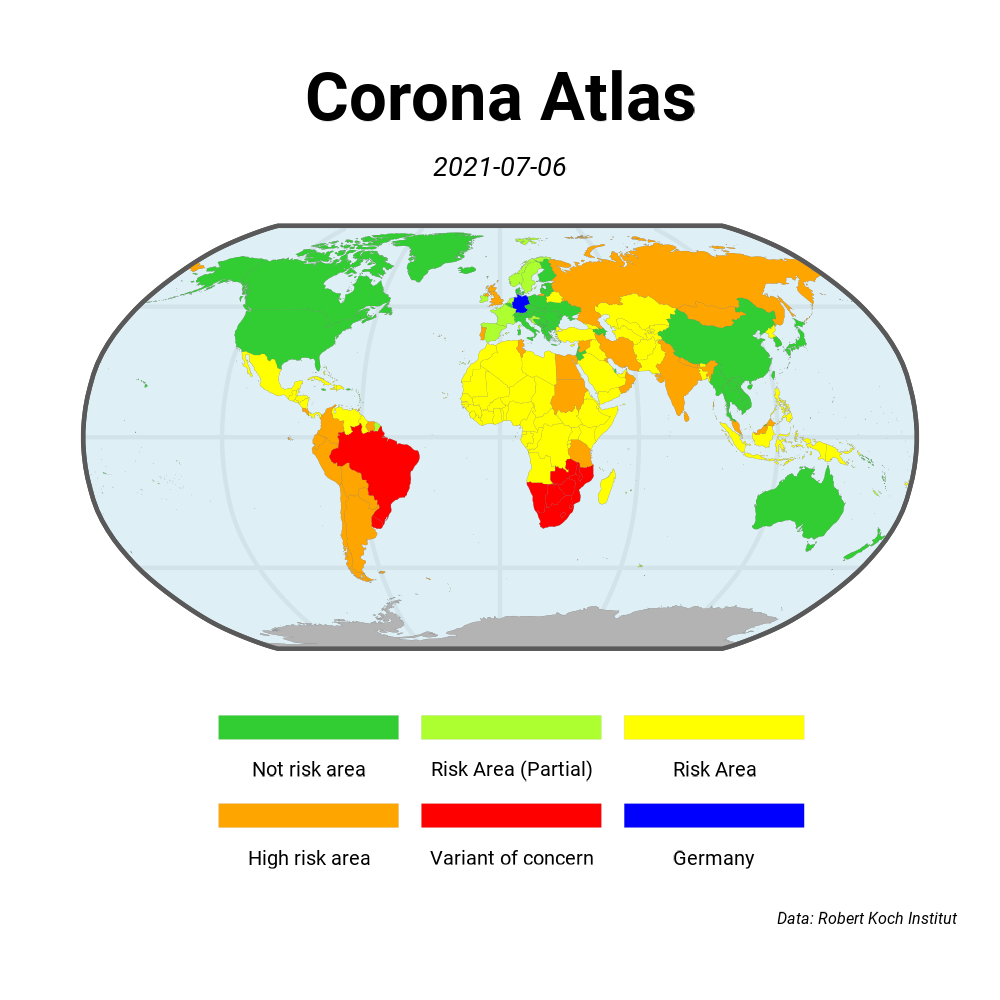 Corona Atlas
2021-07-06
Not risk area
Risk Area (Partial)
Risk Area
High risk area
Variant of concern
Germany
Data: Robert Koch Institut